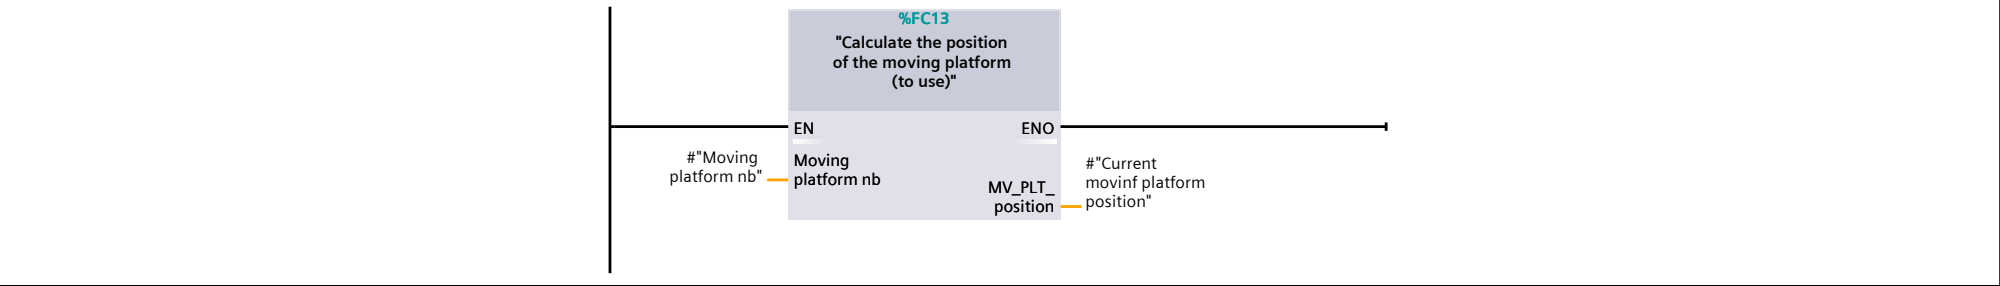 %FC13
"Calculate the position
of the moving platform
(to use)"
EN
ENO
#"Moving
platform nb"
Moving
platform nb
MV_PLT_
position
#"Current
movinf platform
position"